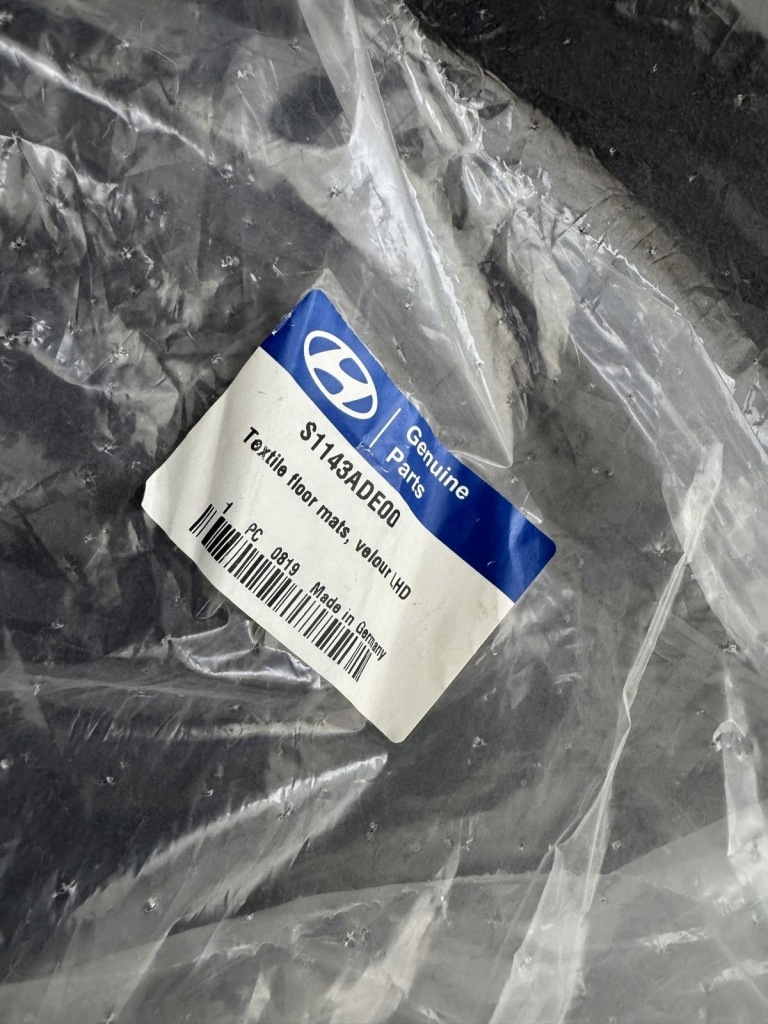 Genuine
Parts
S1143ADE00
Textile floor mats, velour LHD
1 PC 0819 Made in Germany